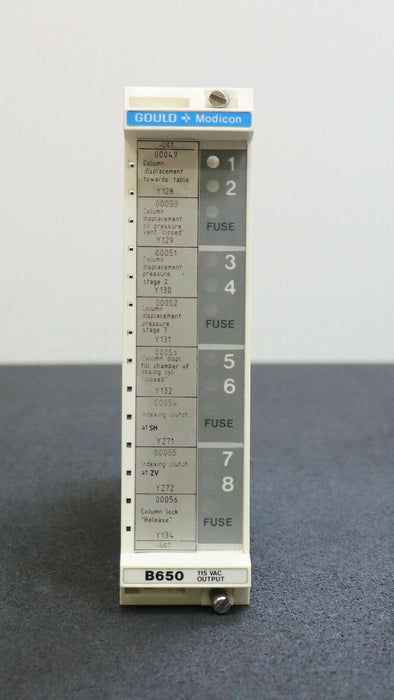 GOULD Modicon
-U01
00049
Column
displacement
towards table
Y128
00050
Column
displacement
oil pressure
vent "closed"
Y129
00051
Column
displacement
pressure -
stage 2
Y130
00052
Column
displacement
pressure
stage 3
Y131
00053
Column displ.
fill chamber of
dosing cyl
"closed"
Y132
00054
Indexing clutch
at SH
Y271
00055
Indexing clutch
at ZV
Y272
00056
Column lock
"Release"
Y134
-U01
1
2
FUSE
3
4
FUSE
5
6
FUSE
7
8
FUSE
B650 115 VAC
OUTPUT